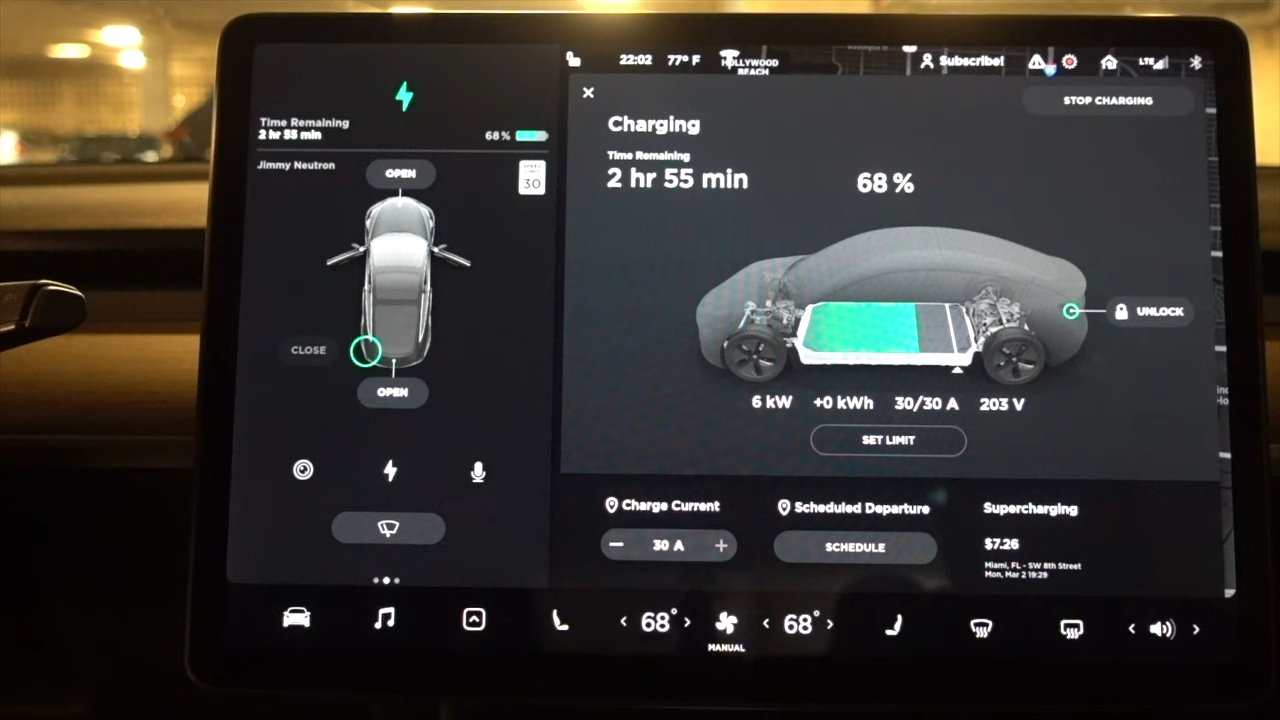 22:02 77° F HOLLYWOOD BEACH Subscribe! LTE
Time Remaining
2 hr 55 min
68 %
Jimmy Neutron
OPEN
SPEED LIMIT
30
CLOSE
OPEN
STOP CHARGING
Charging
Time Remaining
2 hr 55 min
68 %
UNLOCK
6 kW +0 kWh 30/30 A 203 V
SET LIMIT
Charge Current
− 30 A +
Scheduled Departure
SCHEDULE
Supercharging
$7.26
Miami, FL - SW 8th Street
Mon, Mar 2 19:29
< 68° > < 68° > < >
MANUAL